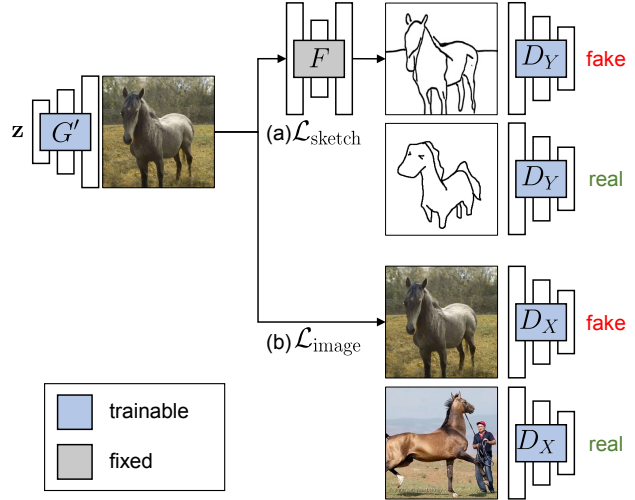 z
G′
F
D_Y
fake
(a) ℒ_sketch
D_Y
real
(b) ℒ_image
D_X
fake
D_X
real
trainable
fixed